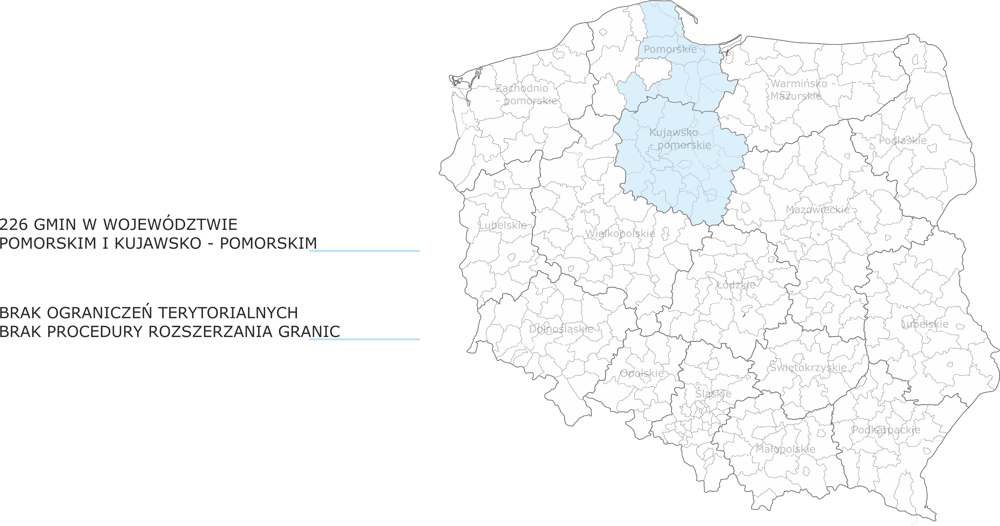 226 GMIN W WOJEWÓDZTWIE
POMORSKIM I KUJAWSKO - POMORSKIM
BRAK OGRANICZEŃ TERYTORIALNYCH
BRAK PROCEDURY ROZSZERZANIA GRANIC
Pomorskie
Zachodnio
- pomorskie
Warmińsko -
Mazurskie
Kujawsko
- pomorskie
Podlaskie
Mazowieckie
Lubelskie
Wielkopolskie
Łódzkie
Dolnośląskie
Lubelskie
Opolskie
Świętokrzyskie
Śląskie
Podkarpackie
Małopolskie